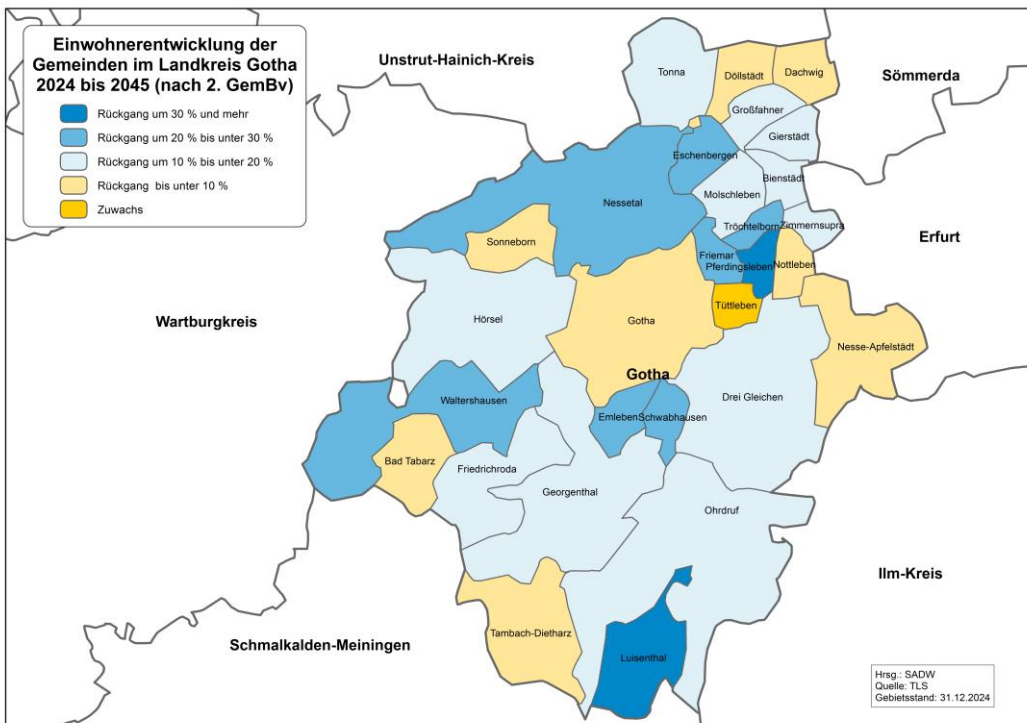 Einwohnerentwicklung der
Gemeinden im Landkreis Gotha
2024 bis 2045 (nach 2. GemBv)
Rückgang um 30 % und mehr
Rückgang um 20 % bis unter 30 %
Rückgang um 10 % bis unter 20 %
Rückgang bis unter 10 %
Zuwachs
Unstrut-Hainich-Kreis
Sömmerda
Tonna
Döllstädt
Dachwig
Großfahner
Gierstädt
Eschenbergen
Bienstädt
Molschleben
Nessetal
Tröchtelborn
Zimmernsupra
Erfurt
Sonneborn
Friemar
Pferdingsleben
Nottleben
Tüttleben
Wartburgkreis
Hörsel
Gotha
Nesse-Apfelstädt
Gotha
Drei Gleichen
Waltershausen
Emleben
Schwabhausen
Bad Tabarz
Friedrichroda
Georgenthal
Ohrdruf
Ilm-Kreis
Tambach-Dietharz
Schmalkalden-Meiningen
Luisenthal
Hrsg.: SADW
Quelle: TLS
Gebietsstand: 31.12.2024